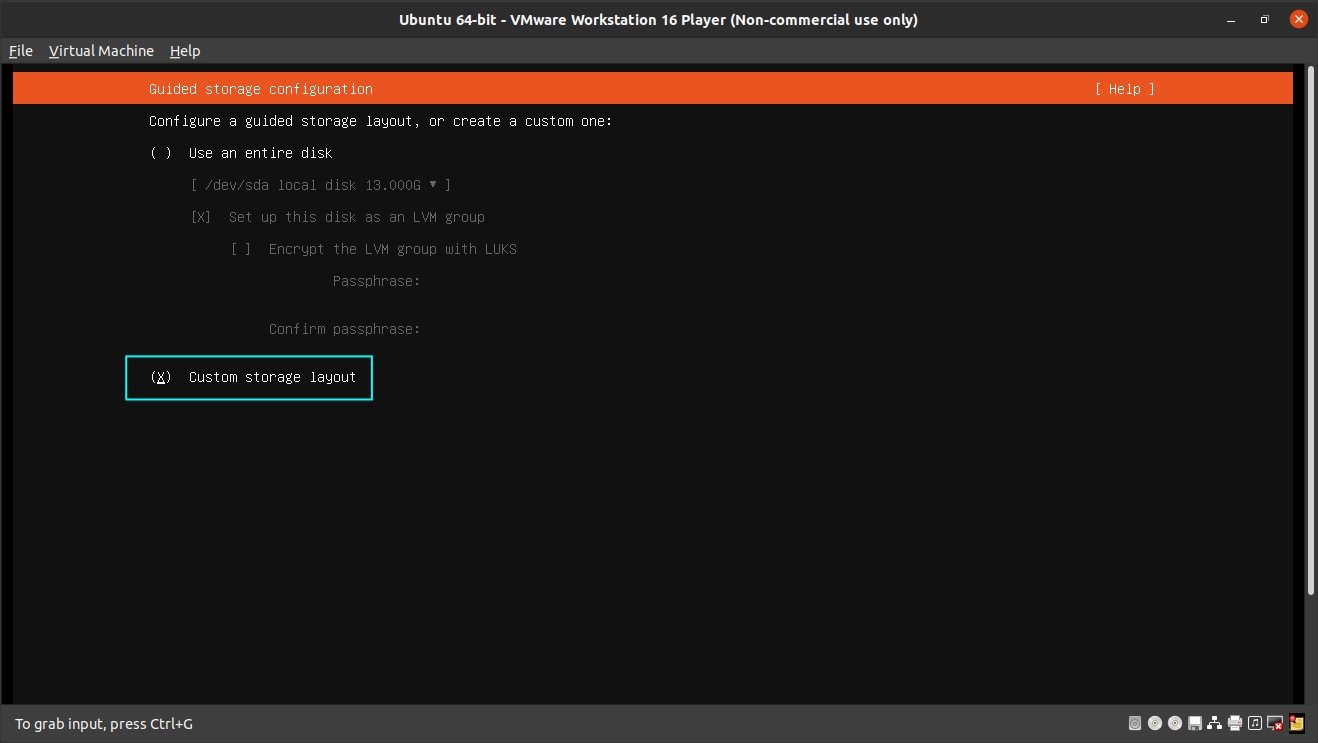 Ubuntu 64-bit - VMware Workstation 16 Player (Non-commercial use only)
File Virtual Machine Help
Guided storage configuration [ Help ]
Configure a guided storage layout, or create a custom one:
( ) Use an entire disk
[ /dev/sda local disk 13.000G ▾ ]
[X] Set up this disk as an LVM group
[ ] Encrypt the LVM group with LUKS
Passphrase:
Confirm passphrase:
(X) Custom storage layout
To grab input, press Ctrl+G